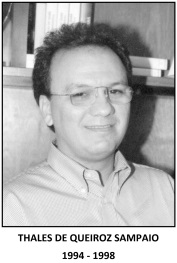 THALES DE QUEIROZ SAMPAIO
1994 - 1998